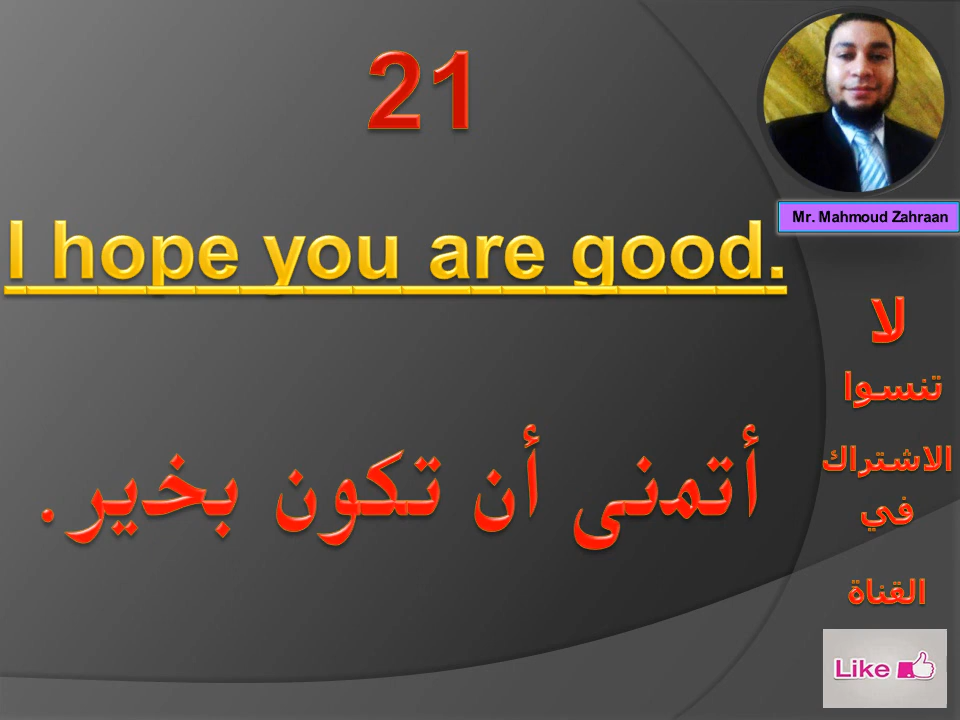 21
Mr. Mahmoud Zahraan
I hope you are good.
أتمنى أن تكون بخير.
لا
تنسوا
الاشتراك
في
القناة
Like